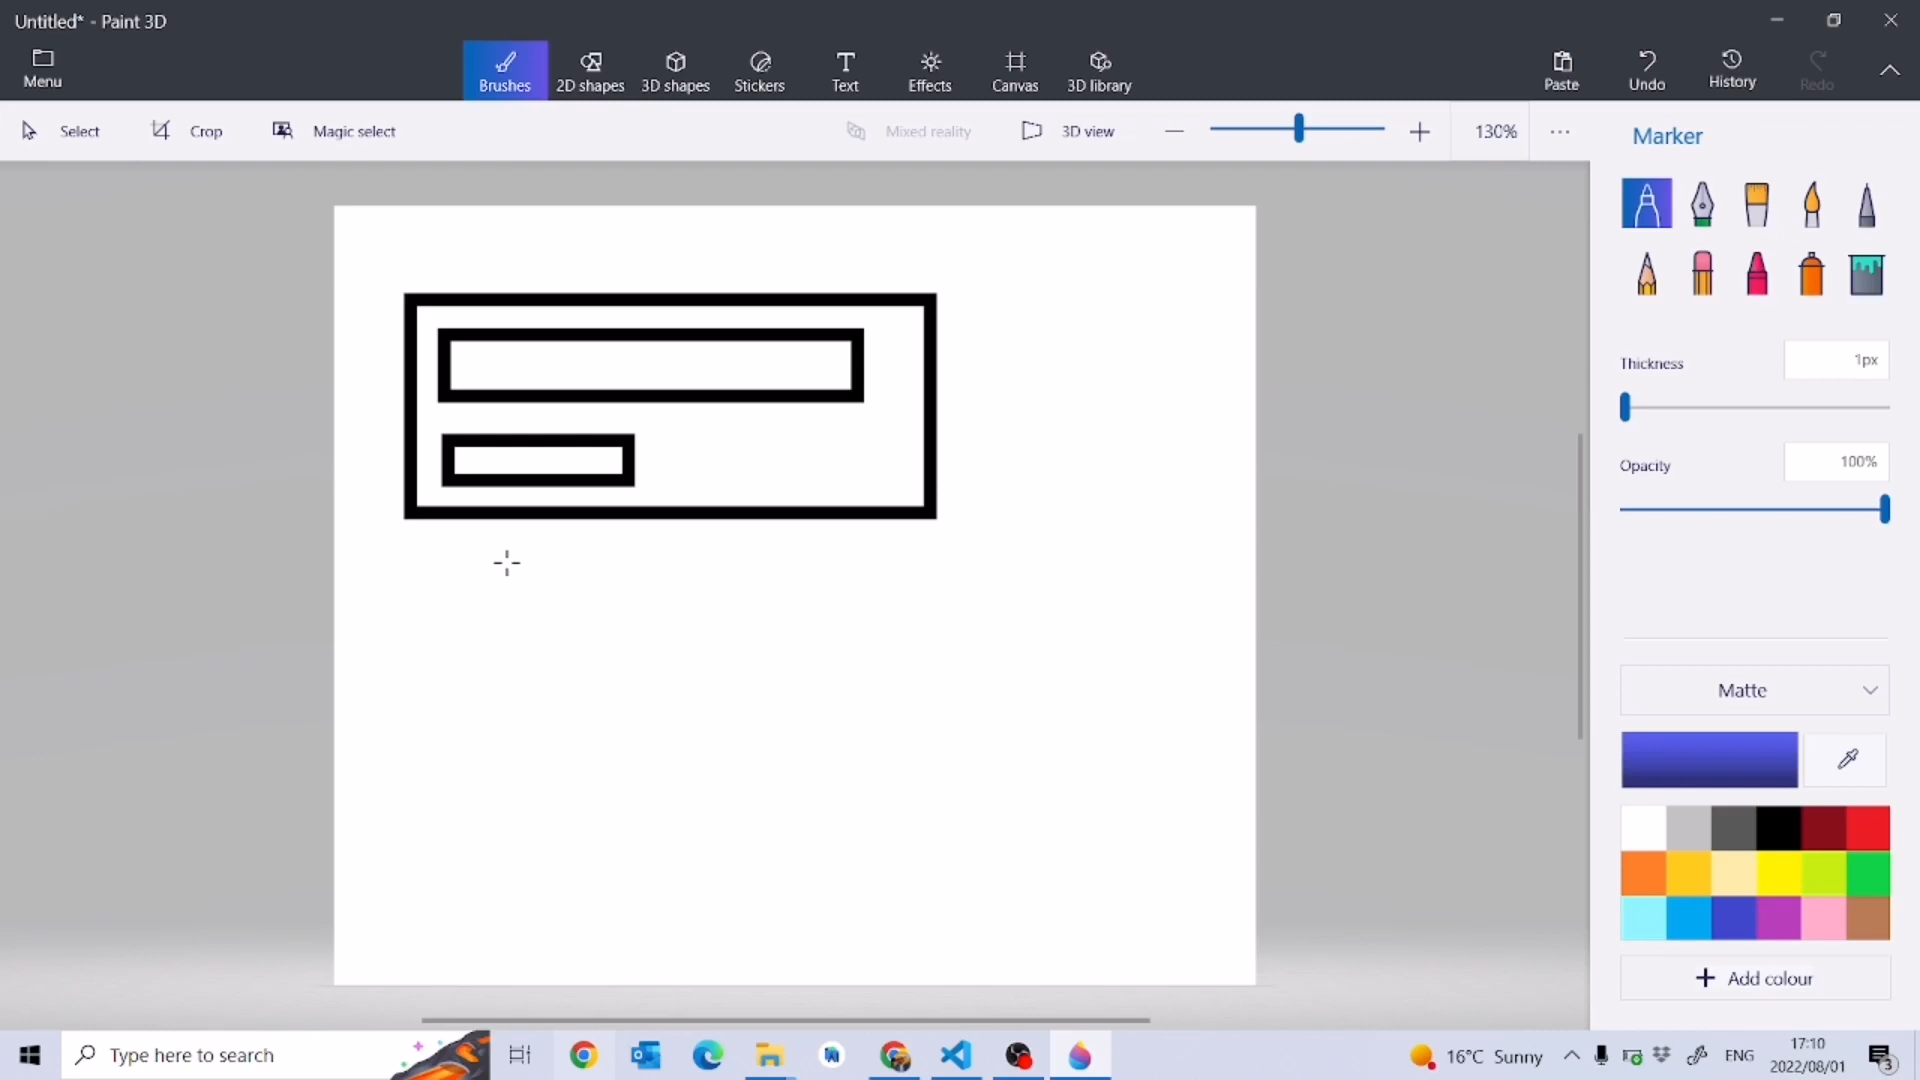 Untitled* - Paint 3D
Menu
Brushes
2D shapes
3D shapes
Stickers
Text
Effects
Canvas
3D library
Paste
Undo
History
Redo
Select
Crop
Magic select
Mixed reality
3D view
130%
Marker
Thickness
1px
Opacity
100%
Matte
Add colour
Type here to search
16°C Sunny
ENG
17:10
2022/08/01
3